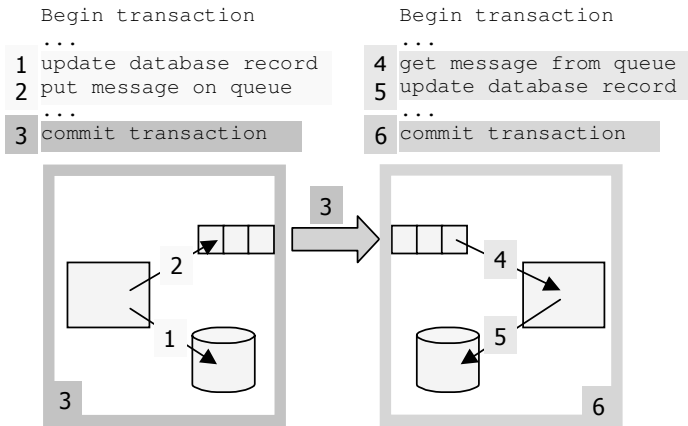 Begin transaction
...
1 update database record
2 put message on queue
...
3 commit transaction
Begin transaction
...
4 get message from queue
5 update database record
...
6 commit transaction
3
2
1
3
4
5
6